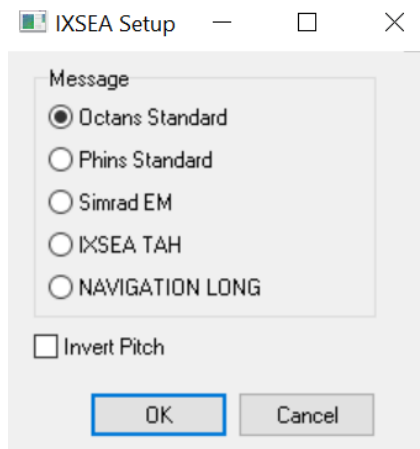 IXSEA Setup
Message
Octans Standard
Phins Standard
Simrad EM
IXSEA TAH
NAVIGATION LONG
Invert Pitch
OK Cancel